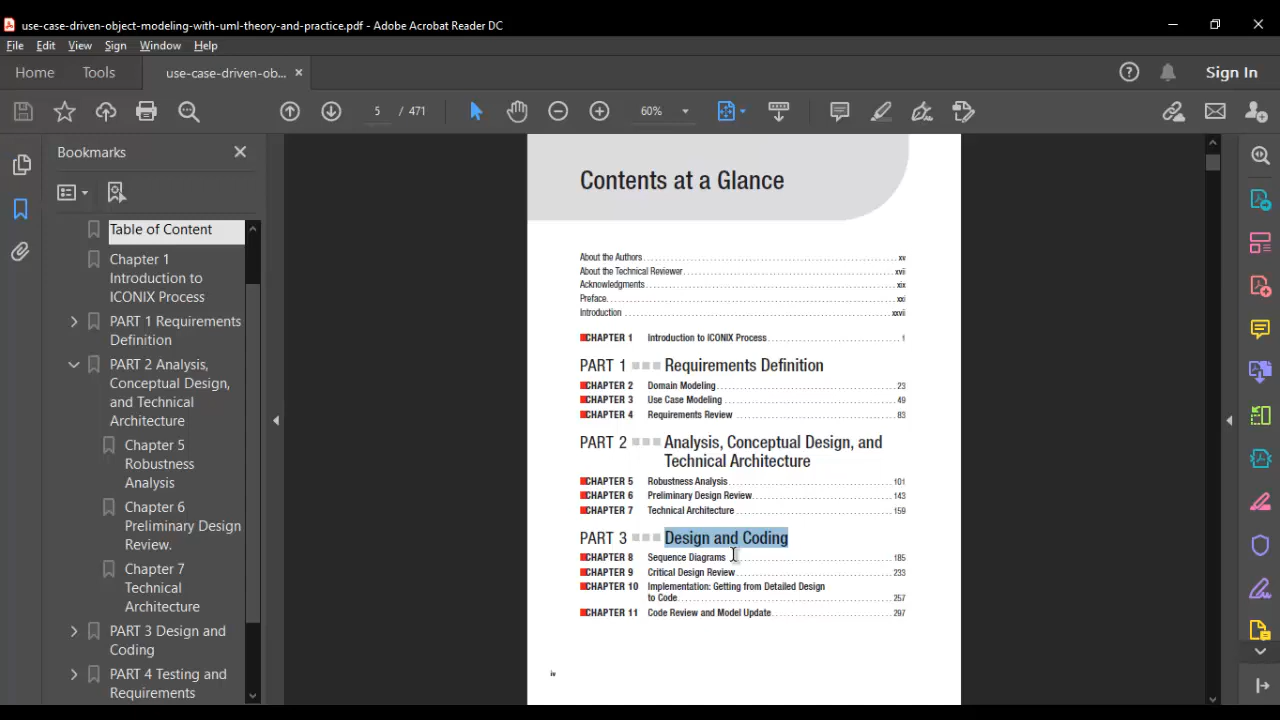 use-case-driven-object-modeling-with-uml-theory-and-practice.pdf - Adobe Acrobat Reader DC
File Edit View Sign Window Help
Home Tools use-case-driven-ob... × Sign In
5 / 471 60%
Bookmarks
Table of Content
Chapter 1
Introduction to
ICONIX Process
PART 1 Requirements
Definition
PART 2 Analysis,
Conceptual Design,
and Technical
Architecture
Chapter 5
Robustness
Analysis
Chapter 6
Preliminary Design
Review.
Chapter 7
Technical
Architecture
PART 3 Design and
Coding
PART 4 Testing and
Requirements
Contents at a Glance
About the Authors xv
About the Technical Reviewer xvii
Acknowledgments xix
Preface xxi
Introduction xxvii
CHAPTER 1 Introduction to ICONIX Process 1
PART 1 Requirements Definition
CHAPTER 2 Domain Modeling 23
CHAPTER 3 Use Case Modeling 49
CHAPTER 4 Requirements Review 83
PART 2 Analysis, Conceptual Design, and
Technical Architecture
CHAPTER 5 Robustness Analysis 101
CHAPTER 6 Preliminary Design Review 143
CHAPTER 7 Technical Architecture 159
PART 3 Design and Coding
CHAPTER 8 Sequence Diagrams 185
CHAPTER 9 Critical Design Review 233
CHAPTER 10 Implementation: Getting from Detailed Design
to Code 257
CHAPTER 11 Code Review and Model Update 297
iv